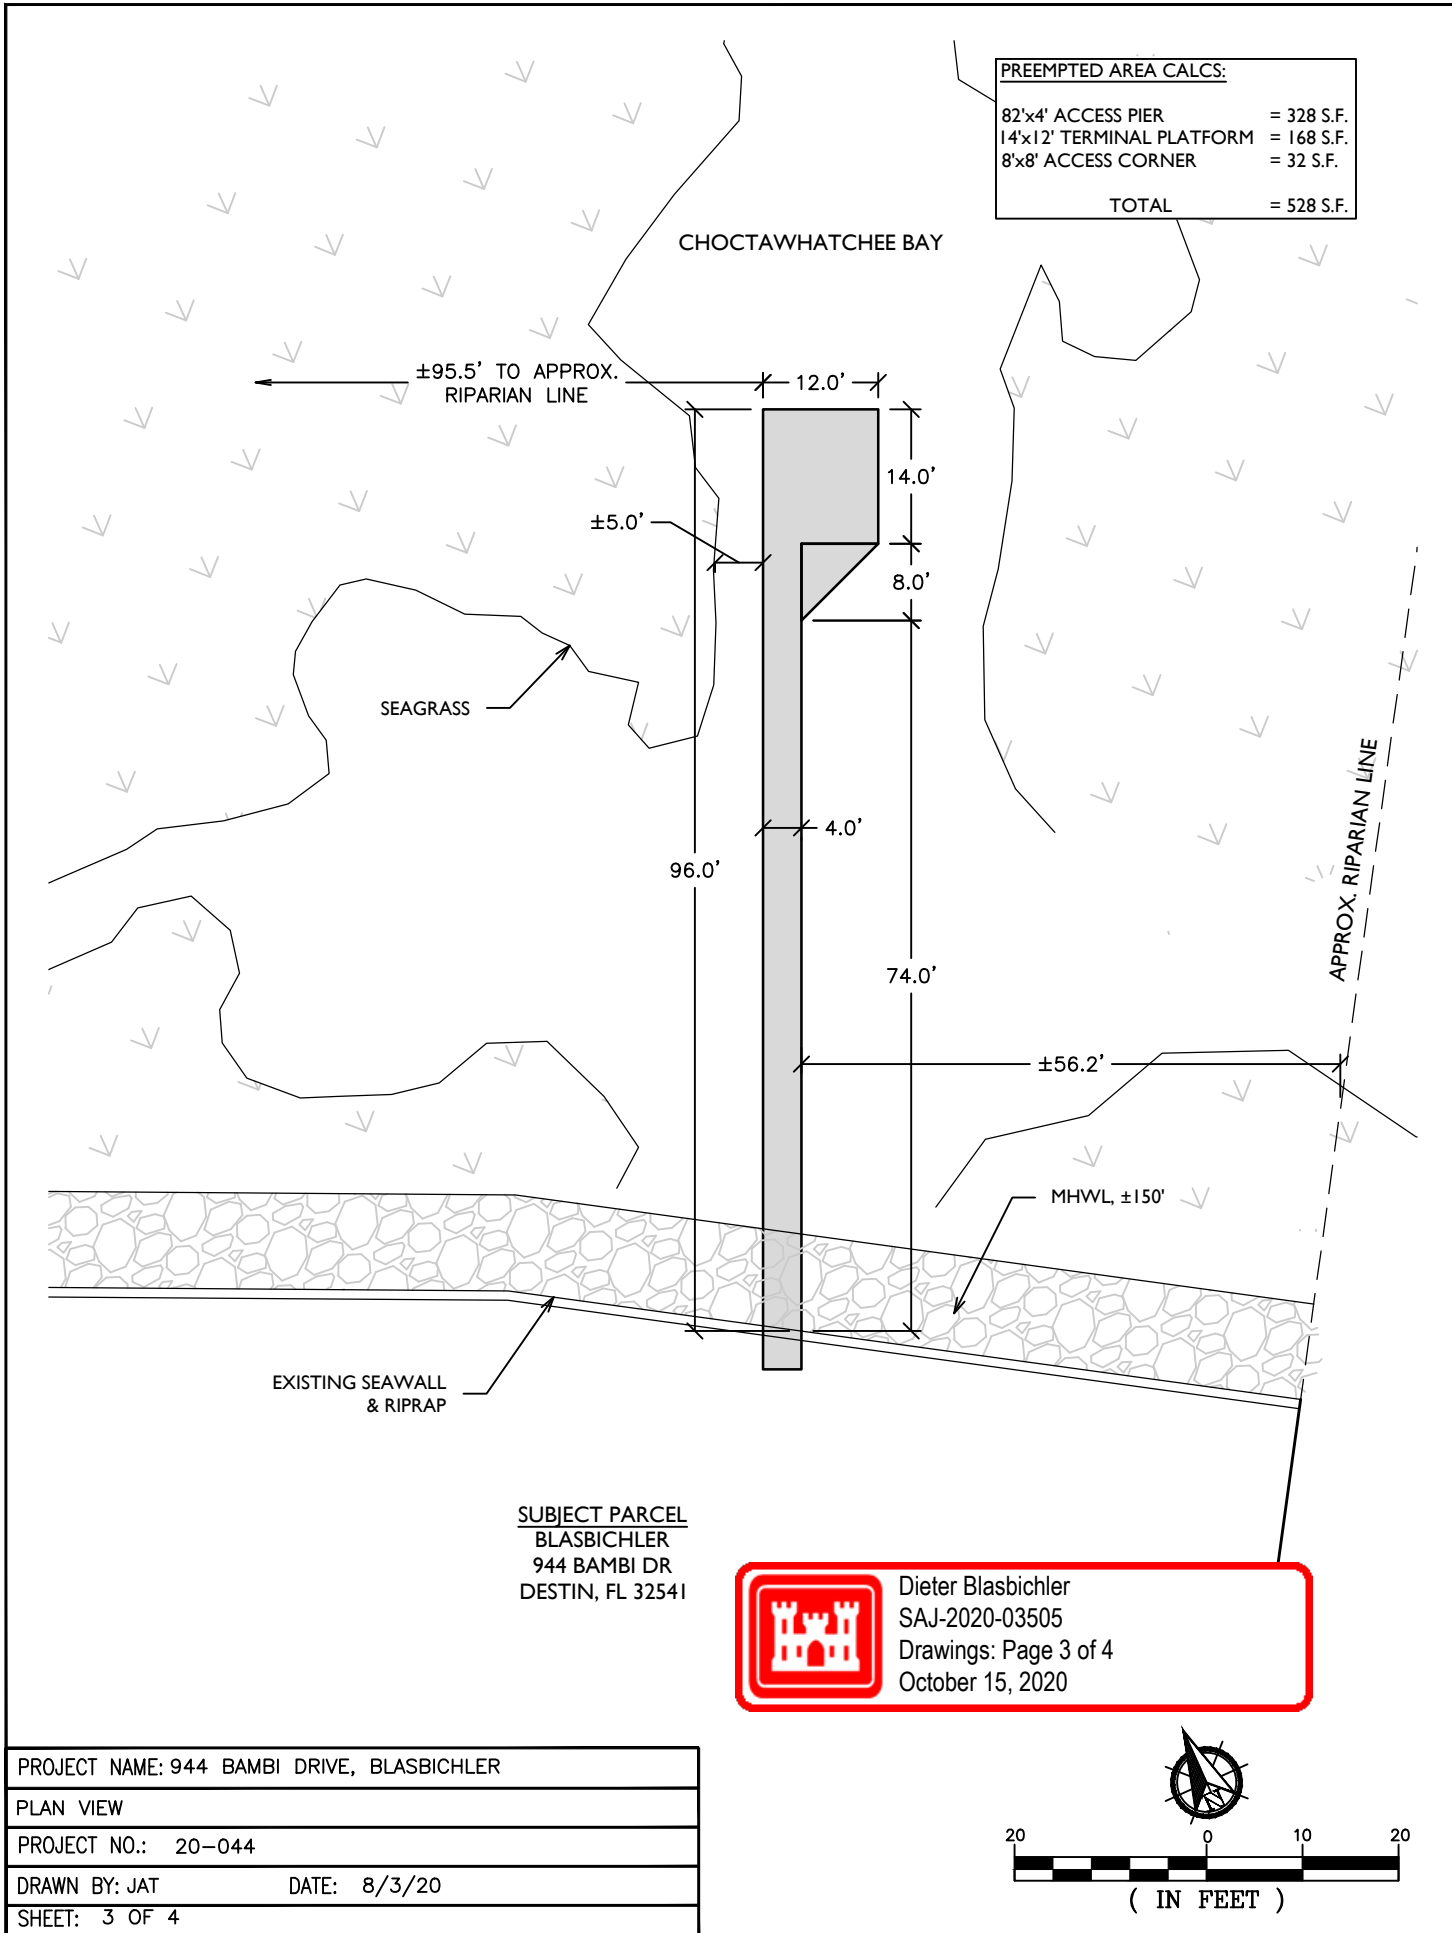 PREEMPTED AREA CALCS:
82'x4' ACCESS PIER = 328 S.F.
14'x12' TERMINAL PLATFORM = 168 S.F.
8'x8' ACCESS CORNER = 32 S.F.
TOTAL = 528 S.F.
CHOCTAWHATCHEE BAY
±95.5' TO APPROX.
RIPARIAN LINE
12.0'
14.0'
±5.0'
8.0'
SEAGRASS
4.0'
96.0'
APPROX. RIPARIAN LINE
74.0'
±56.2'
MHWL, ±150'
EXISTING SEAWALL
& RIPRAP
SUBJECT PARCEL
BLASBICHLER
944 BAMBI DR
DESTIN, FL 32541
Dieter Blasbichler
SAJ-2020-03505
Drawings: Page 3 of 4
October 15, 2020
PROJECT NAME: 944 BAMBI DRIVE, BLASBICHLER
PLAN VIEW
PROJECT NO.: 20-044
DRAWN BY: JAT DATE: 8/3/20
SHEET: 3 OF 4
N
20 0 10 20
( IN FEET )